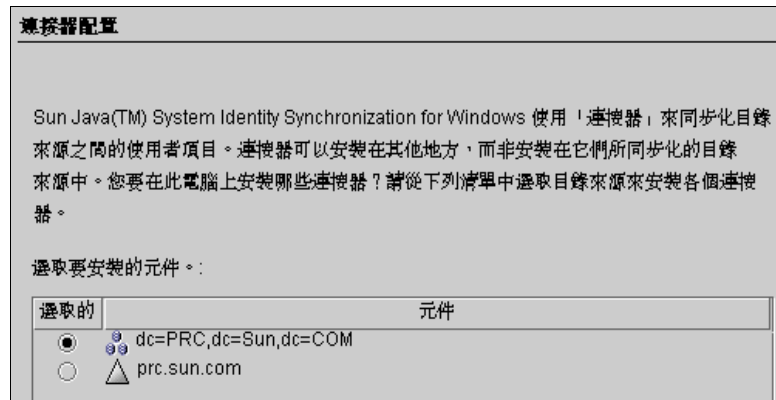 連接器配置
Sun Java(TM) System Identity Synchronization for Windows 使用「連接器」來同步化目錄
來源之間的使用者項目。連接器可以安裝在其他地方，而非安裝在它們所同步化的目錄
來源中。您要在此電腦上安裝哪些連接器？請從下列清單中選取目錄來源來安裝各個連接
器。
選取要安裝的元件。:
選取的 元件
dc=PRC,dc=Sun,dc=COM
prc.sun.com